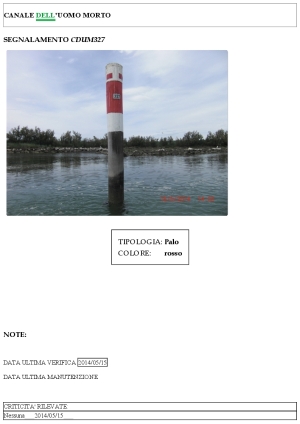 CANALE DELL'UOMO MORTO
SEGNALAMENTO CDUM327
TIPOLOGIA: Palo
COLORE: rosso
NOTE:
DATA ULTIMA VERIFICA 2014/05/15
DATA ULTIMA MANUTENZIONE
CRITICITA' RILEVATE
Nessuna 2014/05/15